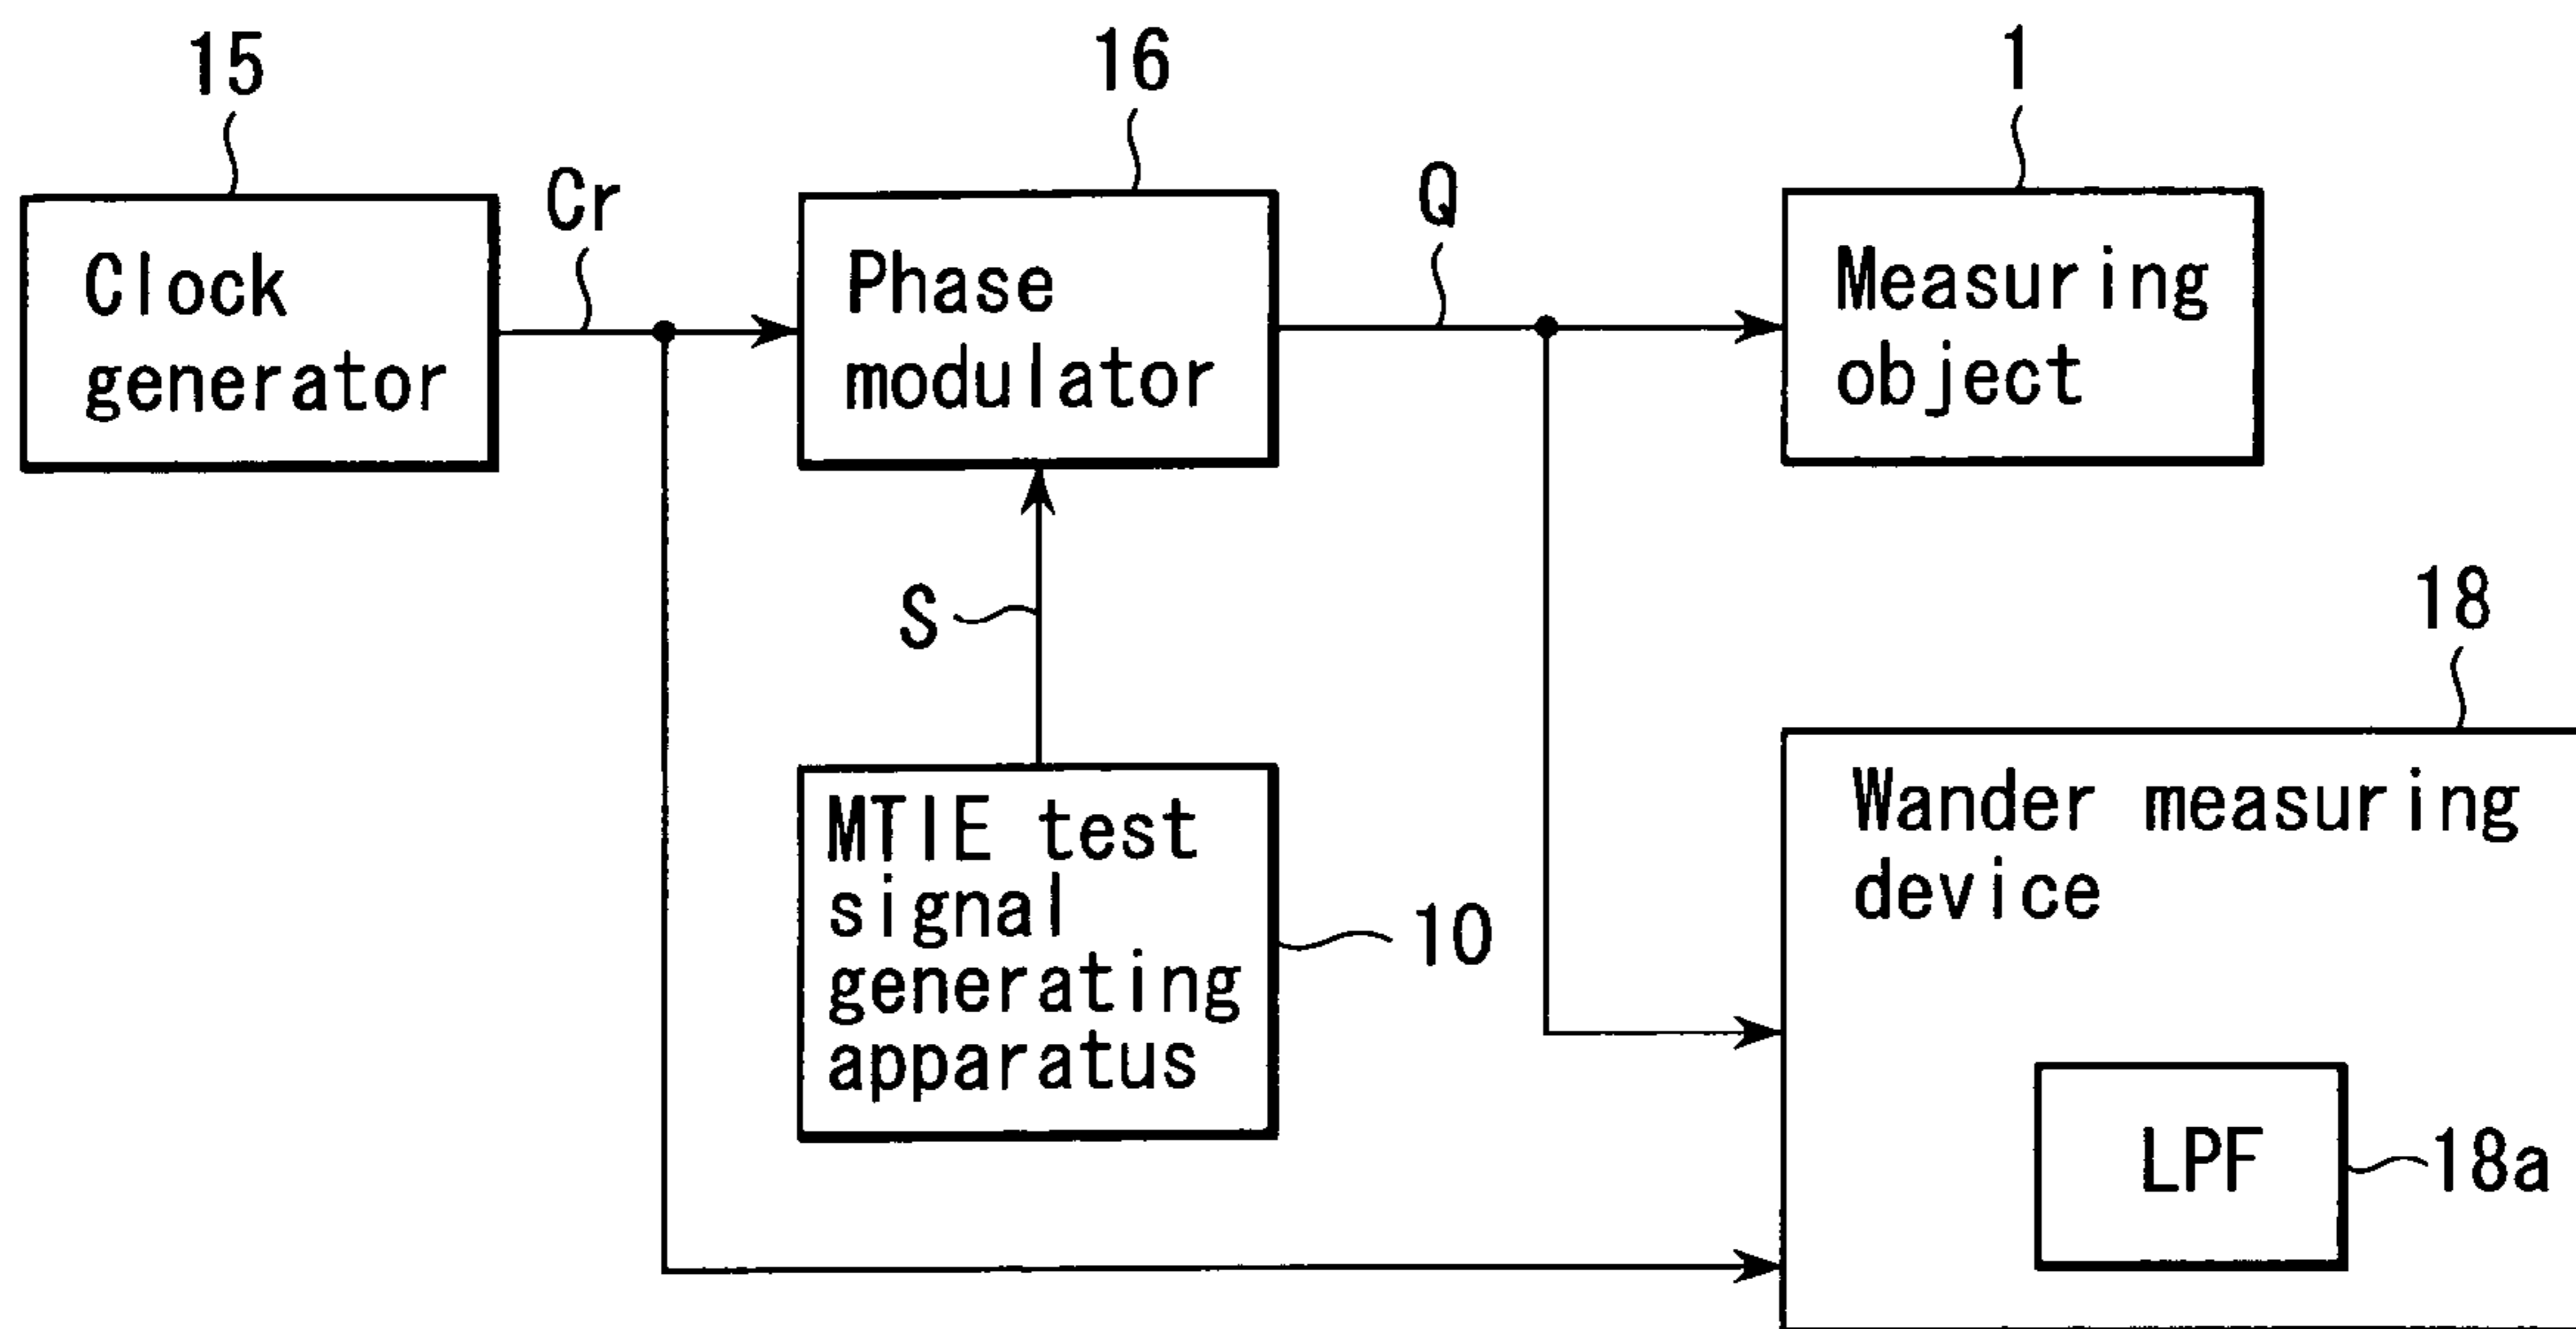 15
16
1
Cr
Q
Clock
generator
Phase
modulator
Measuring
object
S
18
MTIE test
signal
generating
apparatus
10
Wander measuring
device
LPF
18a